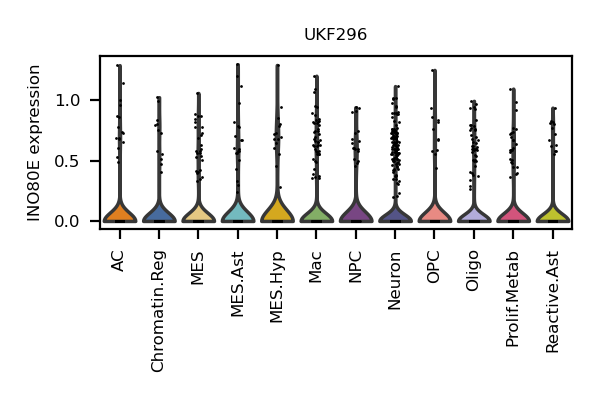 UKF296
INO80E expression
1.0
0.5
0.0
AC
Chromatin.Reg
MES
MES.Ast
MES.Hyp
Mac
NPC
Neuron
OPC
Oligo
Prolif.Metab
Reactive.Ast